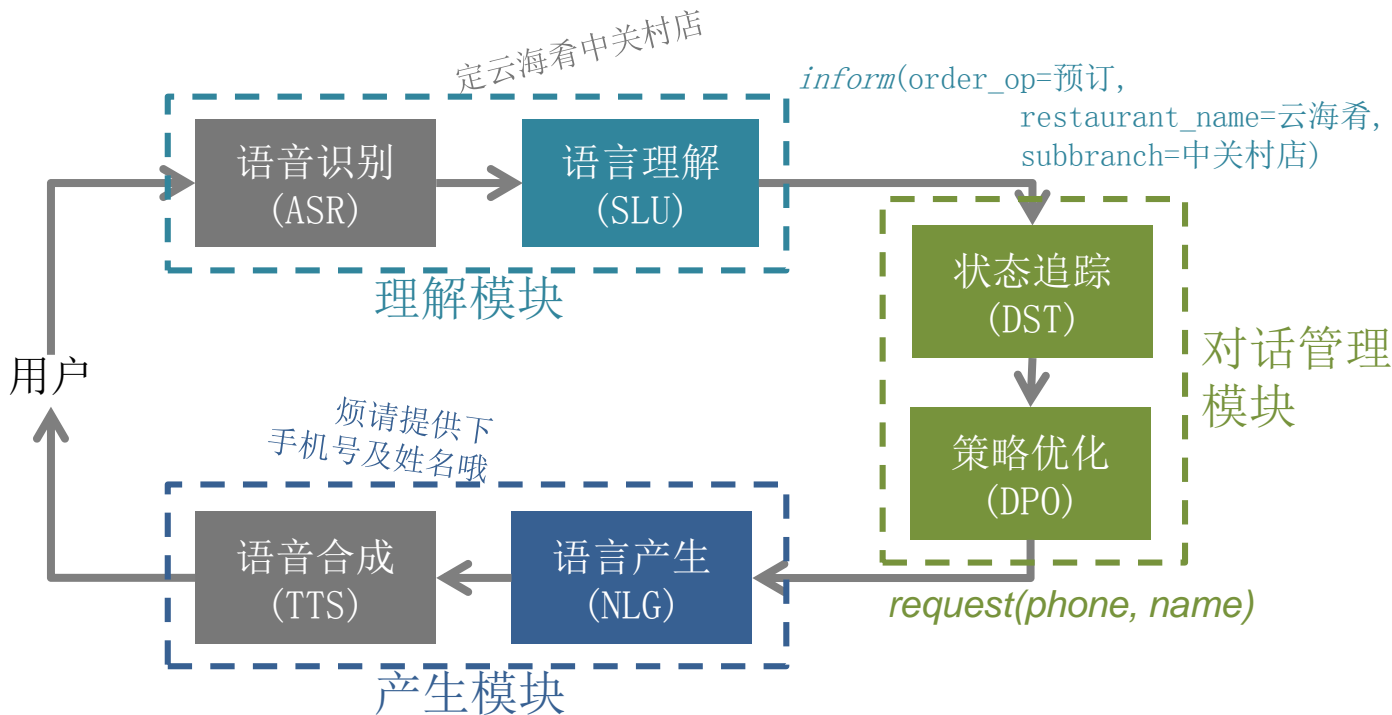 定云海肴中关村店
inform(order_op=预订,
restaurant_name=云海肴,
subbranch=中关村店)
语音识别
(ASR)
语言理解
(SLU)
理解模块
状态追踪
(DST)
对话管理
模块
用户
策略优化
(DPO)
烦请提供下
手机号及姓名哦
语音合成
(TTS)
语言产生
(NLG)
request(phone, name)
产生模块